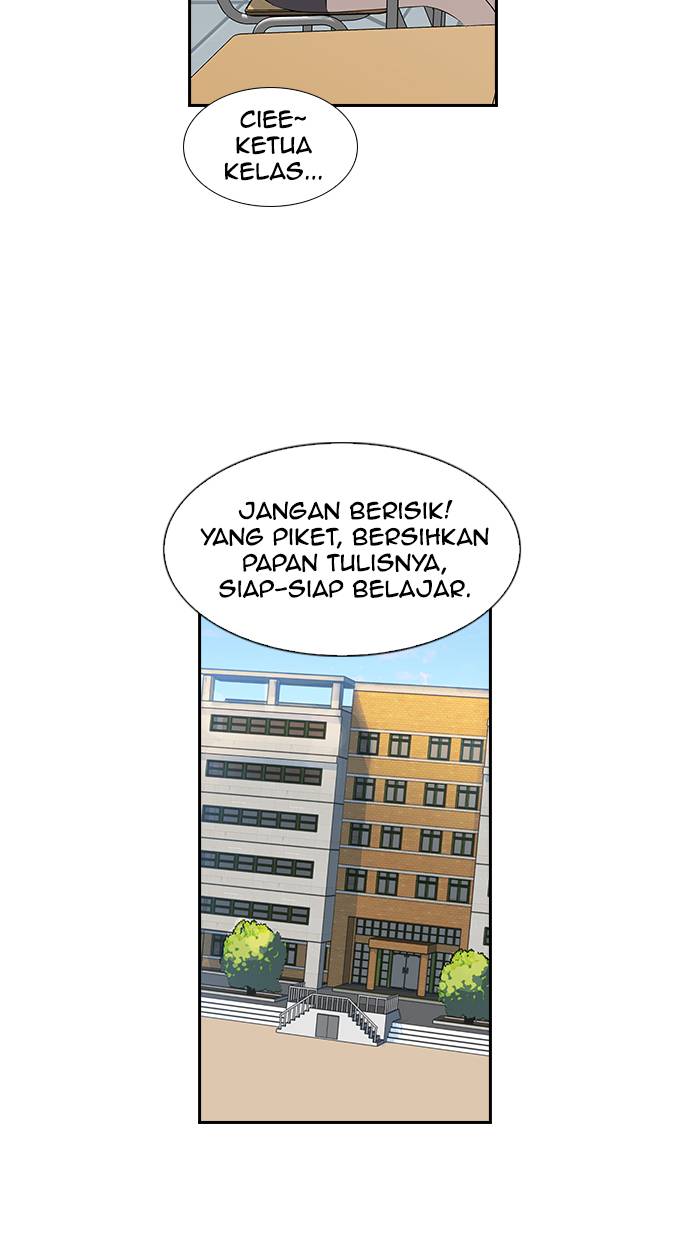 CIEE~
KETUA
KELAS...
JANGAN BERISIK!
YANG PIKET, BERSIHKAN
PAPAN TULISNYA,
SIAP-SIAP BELAJAR.